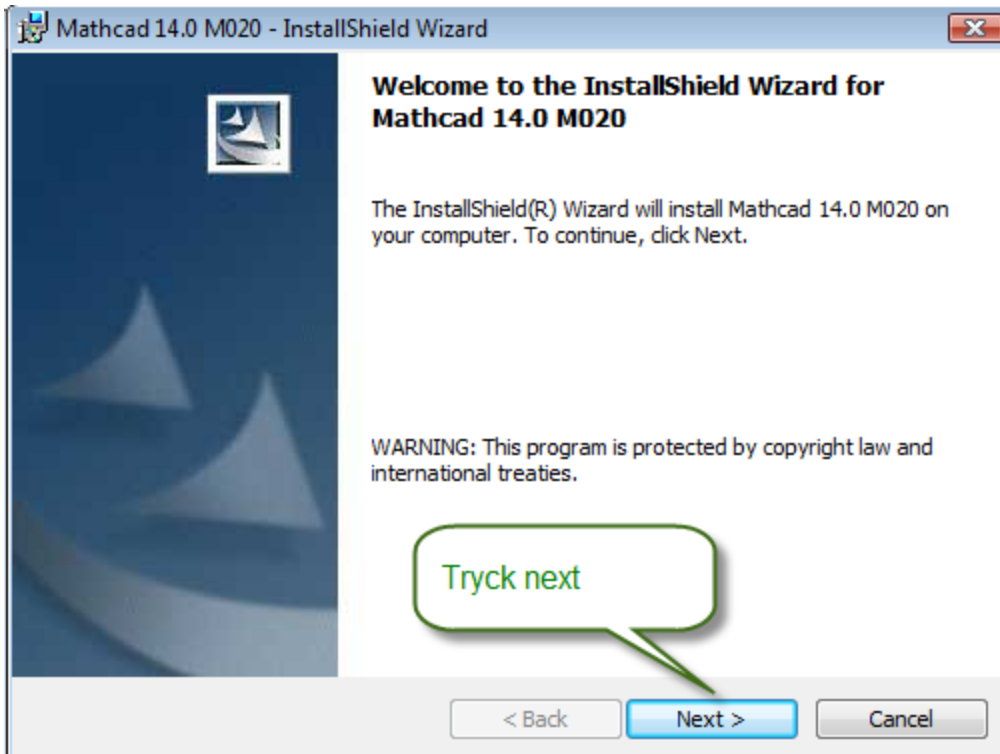 Mathcad 14.0 M020 - InstallShield Wizard
Welcome to the InstallShield Wizard for
Mathcad 14.0 M020
The InstallShield(R) Wizard will install Mathcad 14.0 M020 on
your computer. To continue, click Next.
WARNING: This program is protected by copyright law and
international treaties.
Tryck next
< Back
Next >
Cancel